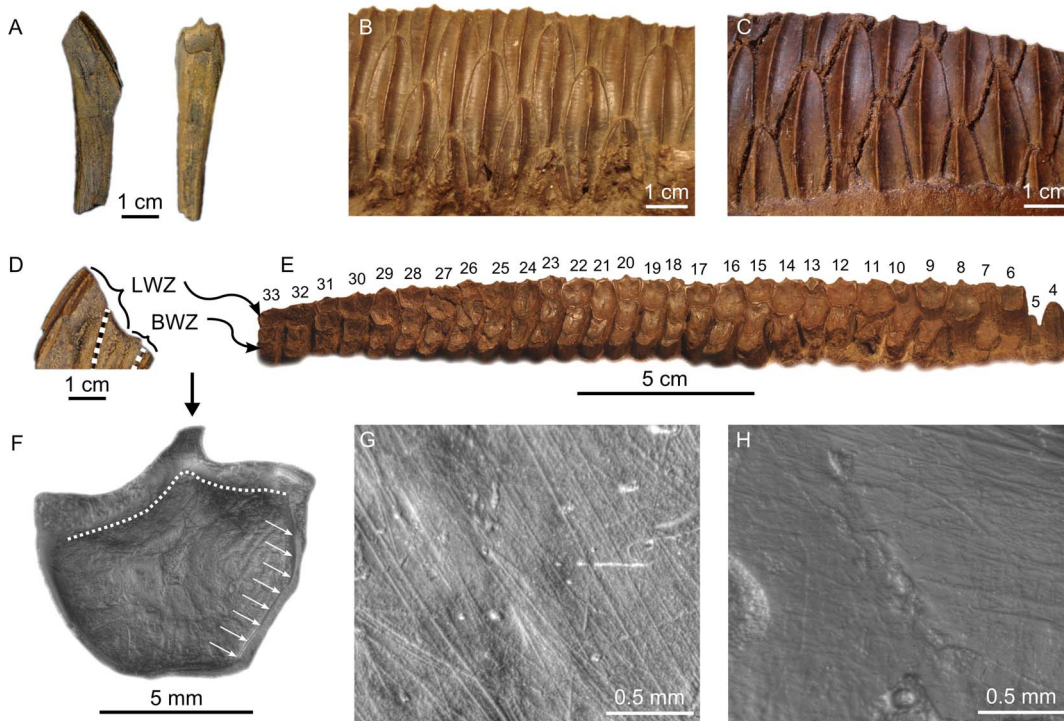 A
1 cm
B
1 cm
C
1 cm
D
1 cm
LWZ
BWZ
E
33 32 31 30 29 28 27 26 25 24 23 22 21 20 19 18 17 16 15 14 13 12 11 10 9 8 7 6 5 4
5 cm
F
5 mm
G
0.5 mm
H
0.5 mm